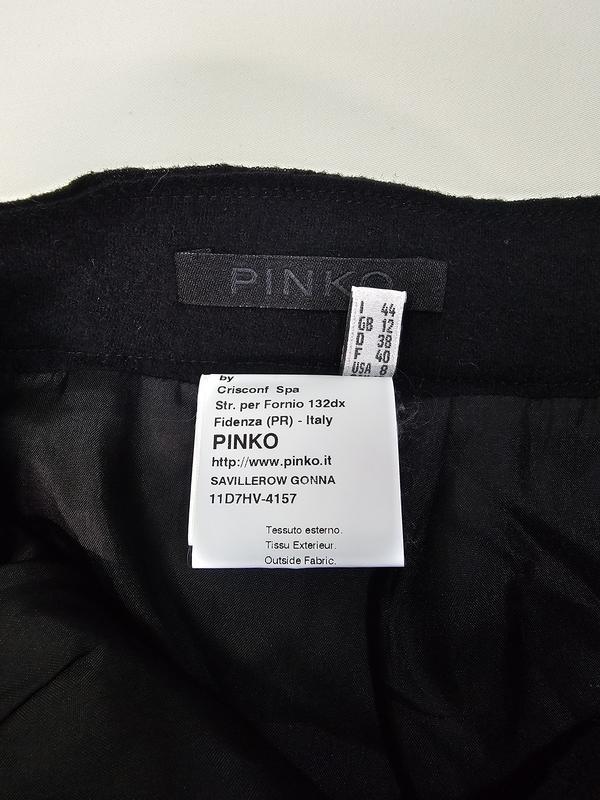 PINKO
I 44
GB 12
D 38
F 40
USA 8
by
Crisconf Spa
Str. per Fornio 132dx
Fidenza (PR) - Italy
PINKO
http://www.pinko.it
SAVILLEROW GONNA
11D7HV-4157
Tessuto esterno.
Tissu Exterieur.
Outside Fabric.